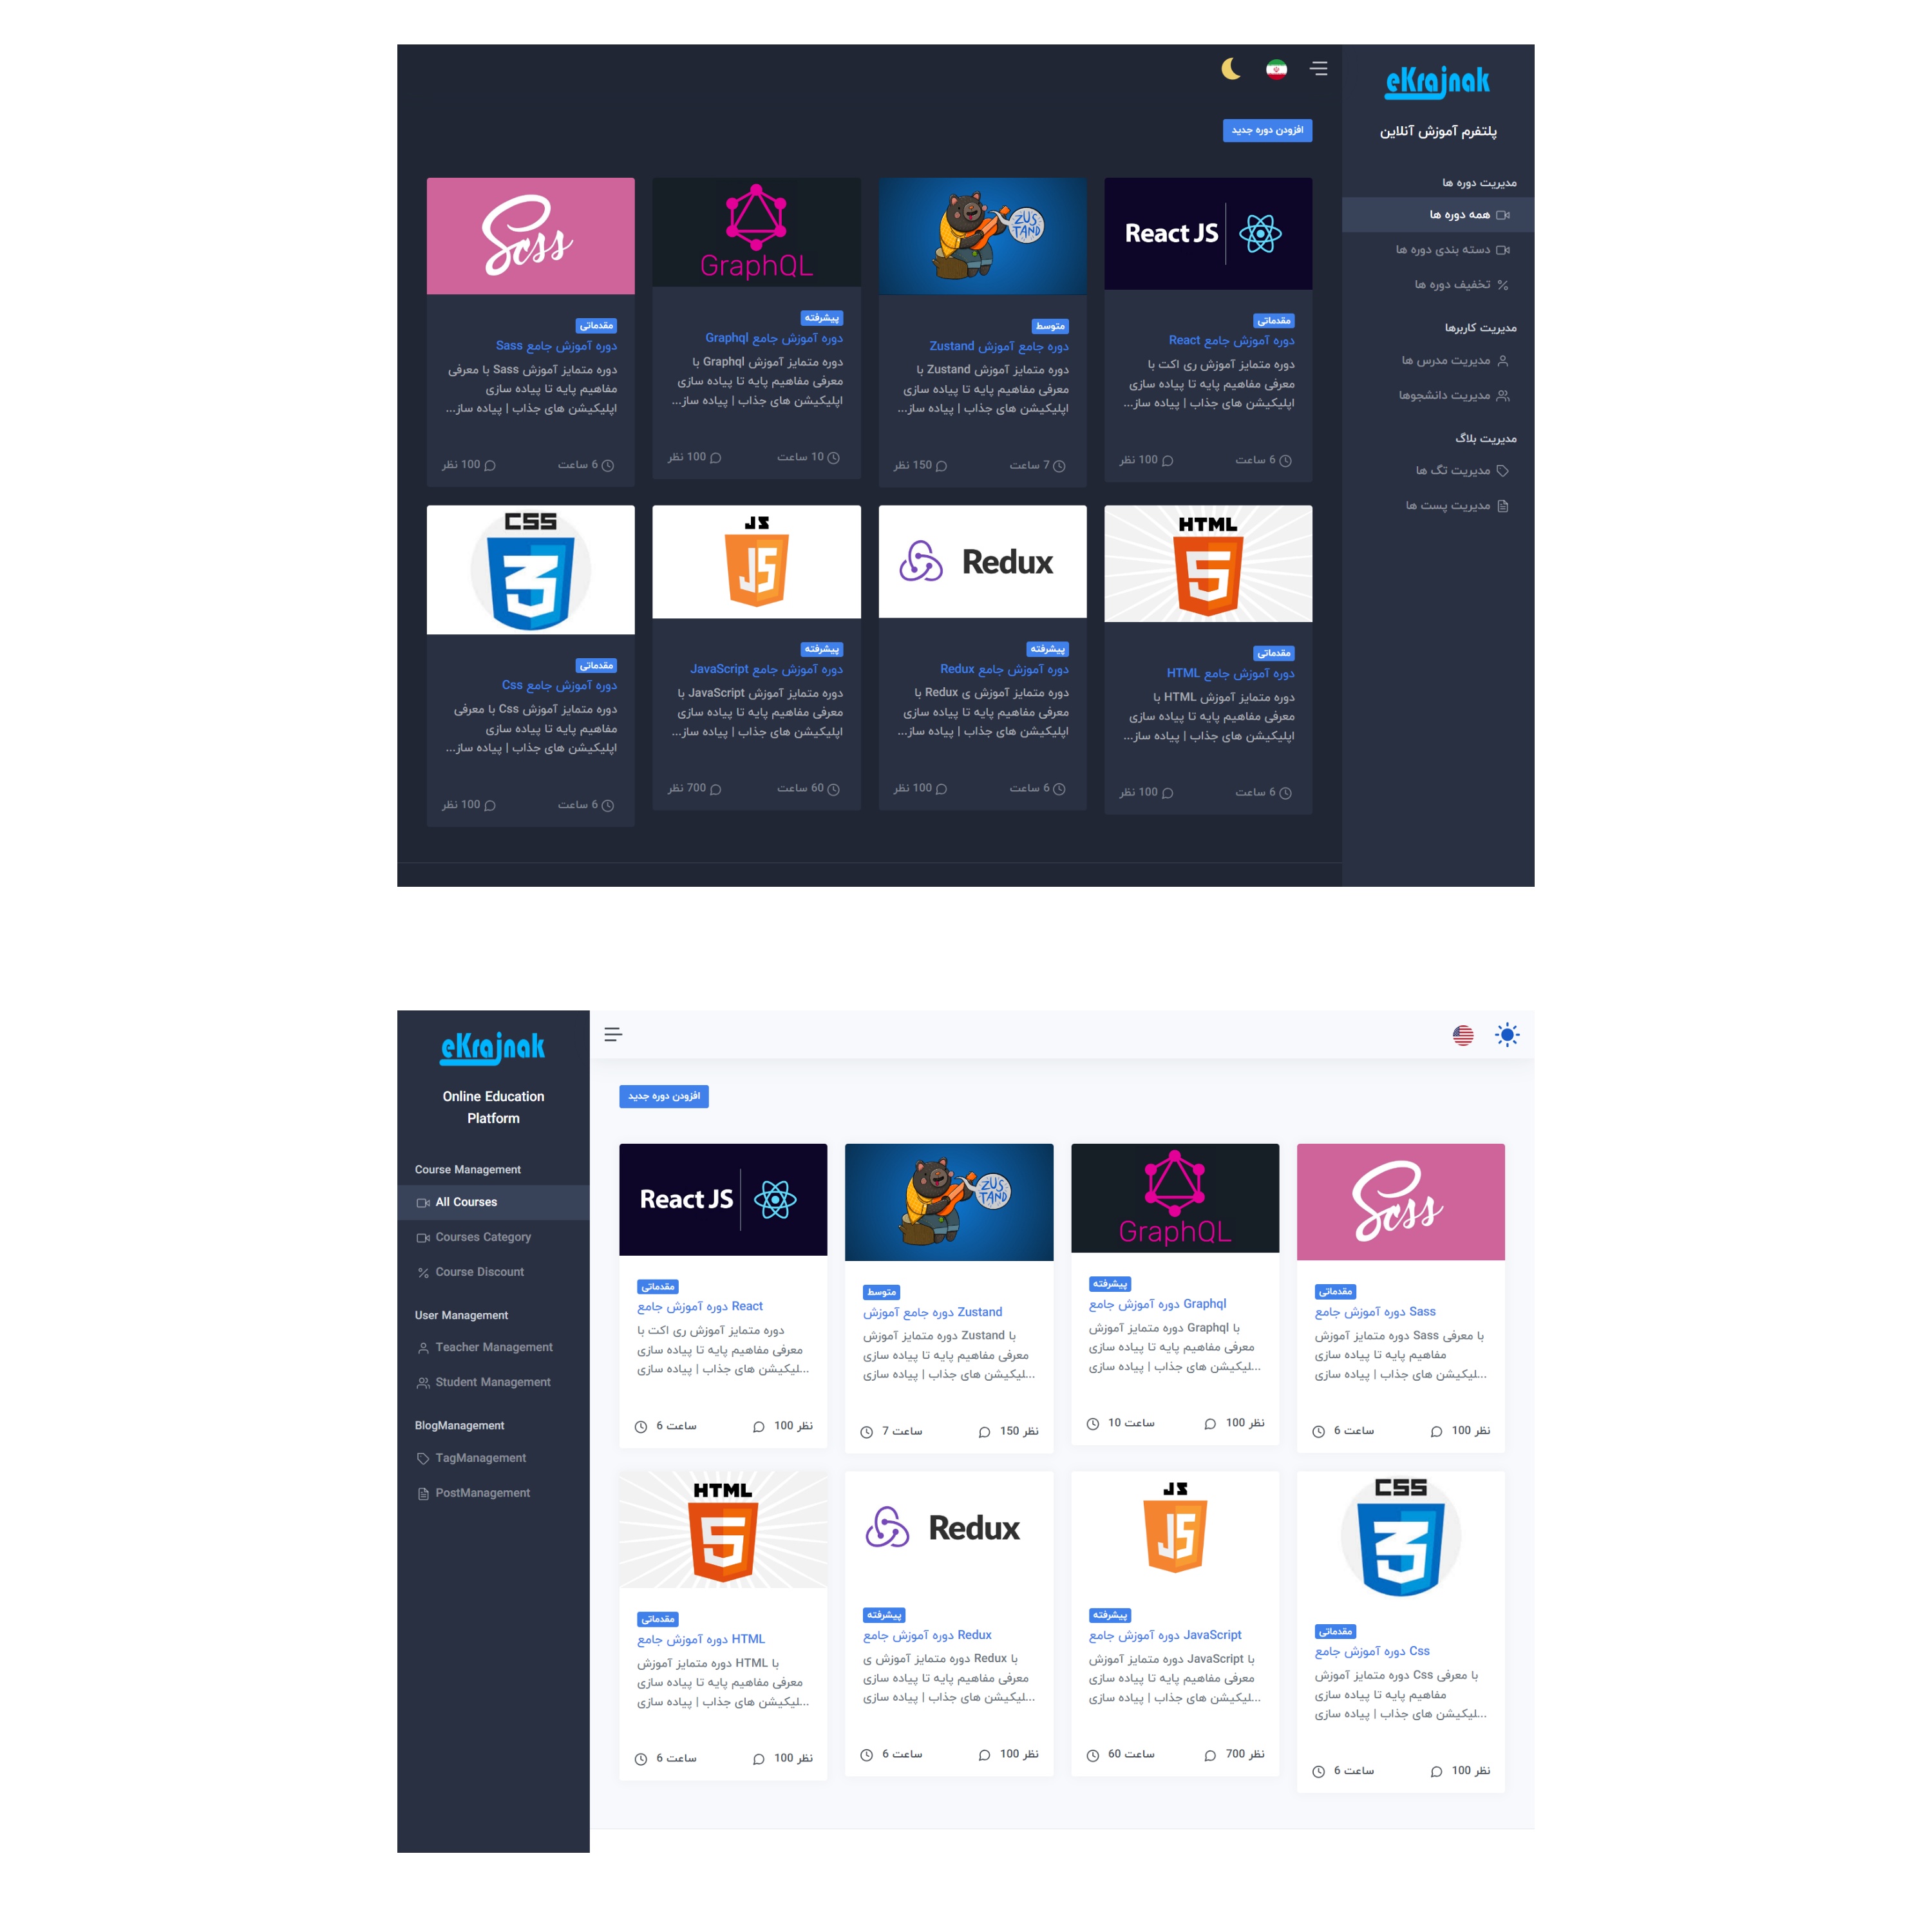 eKrajnak
پلتفرم آموزش آنلاین
مدیریت دوره ها
همه دوره ها
دسته بندی دوره ها
تخفیف دوره ها
مدیریت کاربرها
مدیریت مدرس ها
مدیریت دانشجوها
مدیریت بلاگ
مدیریت تگ ها
مدیریت پست ها
افزودن دوره جدید
React JS
مقدماتی
دوره آموزش جامع React
دوره متمایز آموزش ری اکت با
معرفی مفاهیم پایه تا پیاده سازی
اپلیکیشن های جذاب | پیاده ساز...
6 ساعت
100 نظر
ZUS
TAND
متوسط
دوره جامع آموزش Zustand
دوره متمایز آموزش Zustand با
معرفی مفاهیم پایه تا پیاده سازی
اپلیکیشن های جذاب | پیاده ساز...
7 ساعت
150 نظر
GraphQL
پیشرفته
دوره آموزش جامع Graphql
دوره متمایز آموزش Graphql با
معرفی مفاهیم پایه تا پیاده سازی
اپلیکیشن های جذاب | پیاده ساز...
10 ساعت
100 نظر
Sass
مقدماتی
دوره آموزش جامع Sass
دوره متمایز آموزش Sass با معرفی
مفاهیم پایه تا پیاده سازی
اپلیکیشن های جذاب | پیاده ساز...
6 ساعت
100 نظر
HTML
5
مقدماتی
دوره آموزش جامع HTML
دوره متمایز آموزش HTML با
معرفی مفاهیم پایه تا پیاده سازی
اپلیکیشن های جذاب | پیاده ساز...
6 ساعت
100 نظر
Redux
پیشرفته
دوره آموزش جامع Redux
دوره متمایز آموزش ی Redux با
معرفی مفاهیم پایه تا پیاده سازی
اپلیکیشن های جذاب | پیاده ساز...
6 ساعت
100 نظر
JS
JS
پیشرفته
دوره آموزش جامع JavaScript
دوره متمایز آموزش JavaScript با
معرفی مفاهیم پایه تا پیاده سازی
اپلیکیشن های جذاب | پیاده ساز...
60 ساعت
700 نظر
CSS
3
مقدماتی
دوره آموزش جامع Css
دوره متمایز آموزش Css با معرفی
مفاهیم پایه تا پیاده سازی
اپلیکیشن های جذاب | پیاده ساز...
6 ساعت
100 نظر
eKrajnak
Online Education
Platform
Course Management
All Courses
Courses Category
Course Discount
User Management
Teacher Management
Student Management
BlogManagement
TagManagement
PostManagement
افزودن دوره جدید
React JS
مقدماتی
دوره آموزش جامع React
دوره متمایز آموزش ری اکت با
معرفی مفاهیم پایه تا پیاده سازی
...لیکیشن های جذاب | پیاده سازی
ساعت 6
نظر 100
ZUS
TAND
متوسط
دوره جامع آموزش Zustand
دوره متمایز آموزش Zustand با
معرفی مفاهیم پایه تا پیاده سازی
...لیکیشن های جذاب | پیاده سازی
ساعت 7
نظر 150
GraphQL
پیشرفته
دوره آموزش جامع Graphql
دوره متمایز آموزش Graphql با
معرفی مفاهیم پایه تا پیاده سازی
...لیکیشن های جذاب | پیاده سازی
ساعت 10
نظر 100
Sass
مقدماتی
دوره آموزش جامع Sass
دوره متمایز آموزش Sass با معرفی
مفاهیم پایه تا پیاده سازی
...لیکیشن های جذاب | پیاده سازی
ساعت 6
نظر 100
HTML
5
مقدماتی
دوره آموزش جامع HTML
دوره متمایز آموزش HTML با
معرفی مفاهیم پایه تا پیاده سازی
...لیکیشن های جذاب | پیاده سازی
ساعت 6
نظر 100
Redux
پیشرفته
دوره آموزش جامع Redux
دوره متمایز آموزش ی Redux با
معرفی مفاهیم پایه تا پیاده سازی
...لیکیشن های جذاب | پیاده سازی
ساعت 6
نظر 100
JS
JS
پیشرفته
دوره آموزش جامع JavaScript
دوره متمایز آموزش JavaScript با
معرفی مفاهیم پایه تا پیاده سازی
...لیکیشن های جذاب | پیاده سازی
ساعت 60
نظر 700
CSS
3
مقدماتی
دوره آموزش جامع Css
دوره متمایز آموزش Css با معرفی
مفاهیم پایه تا پیاده سازی
...لیکیشن های جذاب | پیاده سازی
ساعت 6
نظر 100